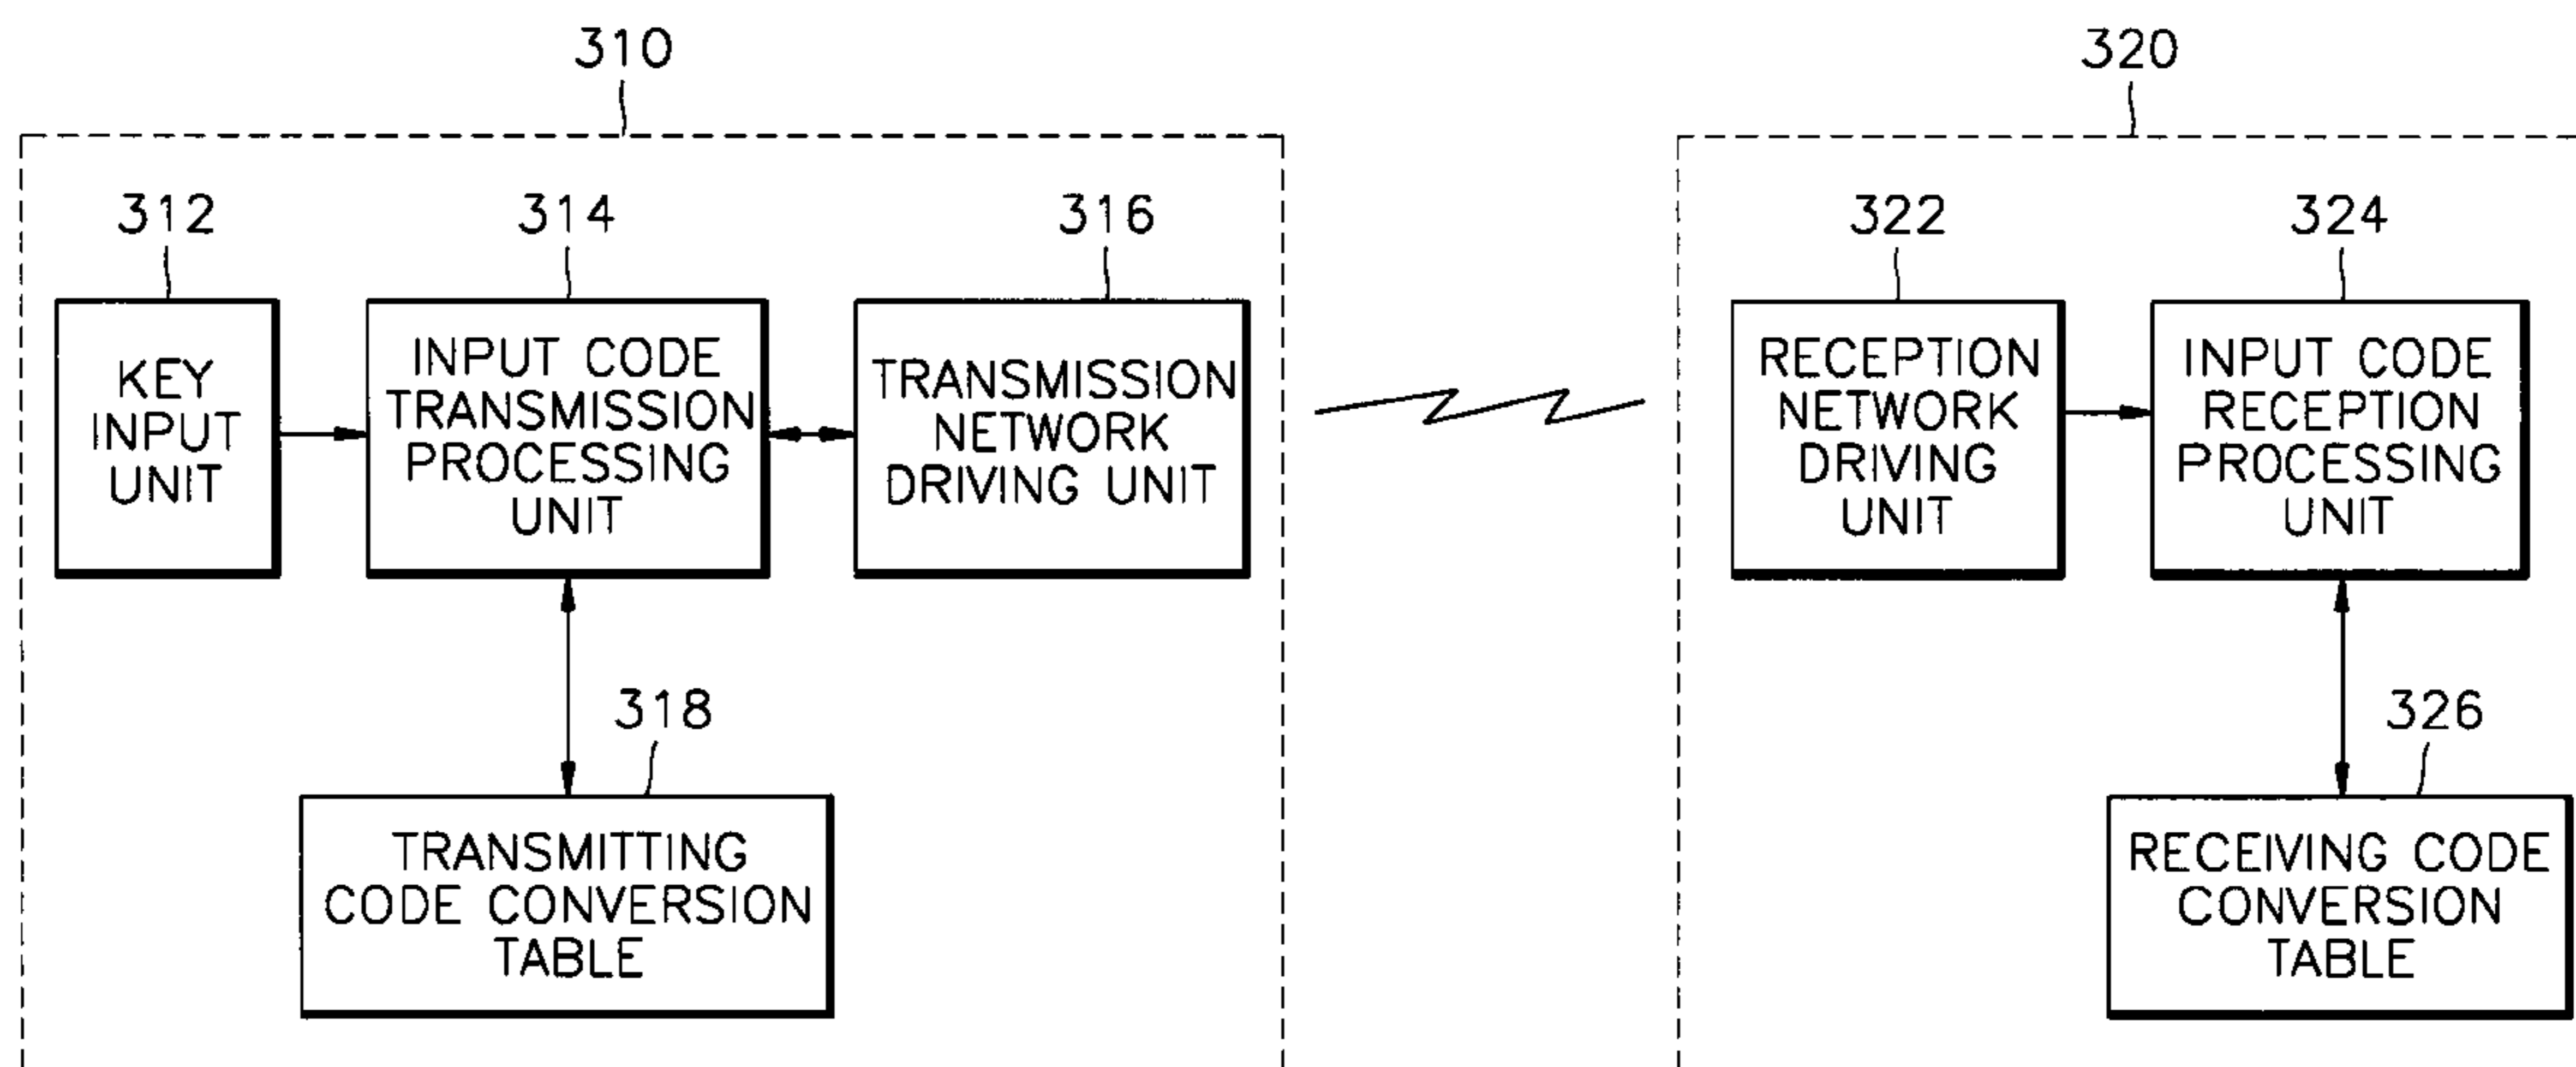 310
320
312
314
316
322
324
KEY
INPUT
UNIT
INPUT CODE
TRANSMISSION
PROCESSING
UNIT
TRANSMISSION
NETWORK
DRIVING UNIT
RECEPTION
NETWORK
DRIVING
UNIT
INPUT CODE
RECEPTION
PROCESSING
UNIT
318
326
TRANSMITTING
CODE CONVERSION
TABLE
RECEIVING CODE
CONVERSION
TABLE